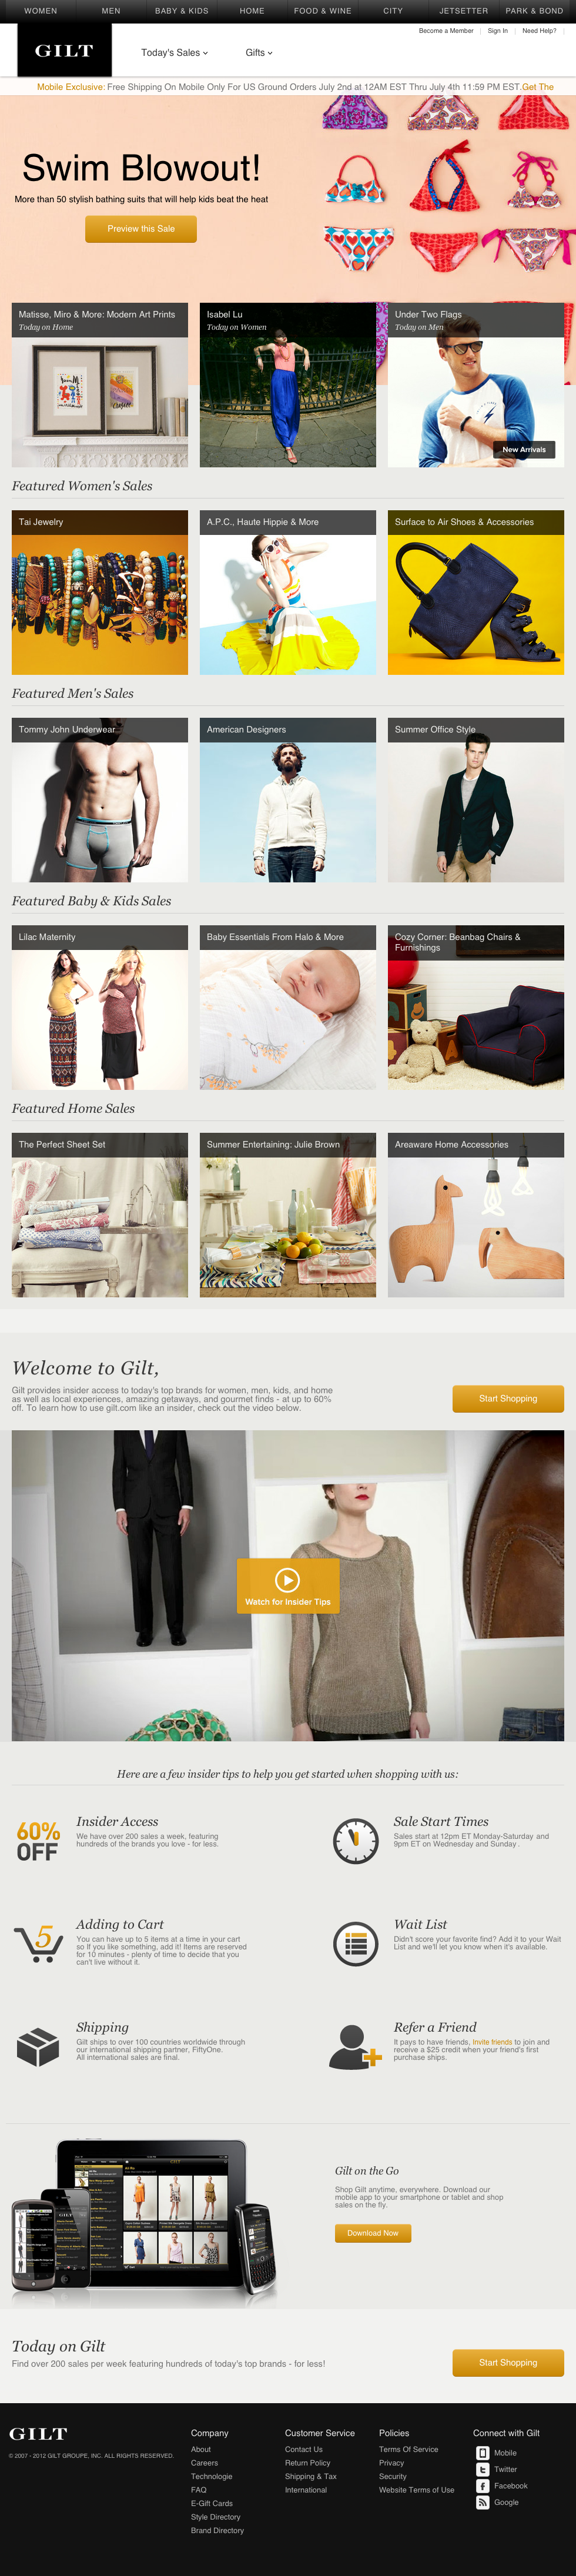 WOMEN
MEN
BABY & KIDS
HOME
FOOD & WINE
CITY
JETSETTER
PARK & BOND
Become a Member
Sign In
Need Help?
GILT
Today's Sales
Gifts
Mobile Exclusive: Free Shipping On Mobile Only For US Ground Orders July 2nd at 12AM EST Thru July 4th 11:59 PM EST.Get The
Swim Blowout!
More than 50 stylish bathing suits that will help kids beat the heat
Preview this Sale
Matisse, Miro & More: Modern Art Prints
Today on Home
Isabel Lu
Today on Women
Under Two Flags
Today on Men
New Arrivals
Featured Women's Sales
Tai Jewelry
A.P.C., Haute Hippie & More
Surface to Air Shoes & Accessories
Featured Men's Sales
Tommy John Underwear
American Designers
Summer Office Style
Featured Baby & Kids Sales
Lilac Maternity
Baby Essentials From Halo & More
Cozy Corner: Beanbag Chairs &
Furnishings
Featured Home Sales
The Perfect Sheet Set
Summer Entertaining: Julie Brown
Areaware Home Accessories
Welcome to Gilt,
Gilt provides insider access to today's top brands for women, men, kids, and home
as well as local experiences, amazing getaways, and gourmet finds - at up to 60%
off. To learn how to use gilt.com like an insider, check out the video below.
Start Shopping
Watch for Insider Tips
Here are a few insider tips to help you get started when shopping with us:
60%
OFF
Insider Access
We have over 200 sales a week, featuring
hundreds of the brands you love - for less.
Sale Start Times
Sales start at 12pm ET Monday-Saturday and
9pm ET on Wednesday and Sunday .
5
Adding to Cart
You can have up to 5 items at a time in your cart
so If you like something, add it! Items are reserved
for 10 minutes - plenty of time to decide that you
can't live without it.
Wait List
Didn't score your favorite find? Add it to your Wait
List and we'll let you know when it's available.
Shipping
Gilt ships to over 100 countries worldwide through
our international shipping partner, FiftyOne.
All international sales are final.
Refer a Friend
It pays to have friends. Invite friends to join and
receive a $25 credit when your friend's first
purchase ships.
GILT
GILT
Gilt on the Go
Shop Gilt anytime, everywhere. Download our
mobile app to your smartphone or tablet and shop
sales on the fly.
Download Now
Today on Gilt
Find over 200 sales per week featuring hundreds of today's top brands - for less!
Start Shopping
GILT
© 2007 - 2012 GILT GROUPE, INC. ALL RIGHTS RESERVED.
Company
About
Careers
Technologie
FAQ
E-Gift Cards
Style Directory
Brand Directory
Customer Service
Contact Us
Return Policy
Shipping & Tax
International
Policies
Terms Of Service
Privacy
Security
Website Terms of Use
Connect with Gilt
Mobile
Twitter
Facebook
Google